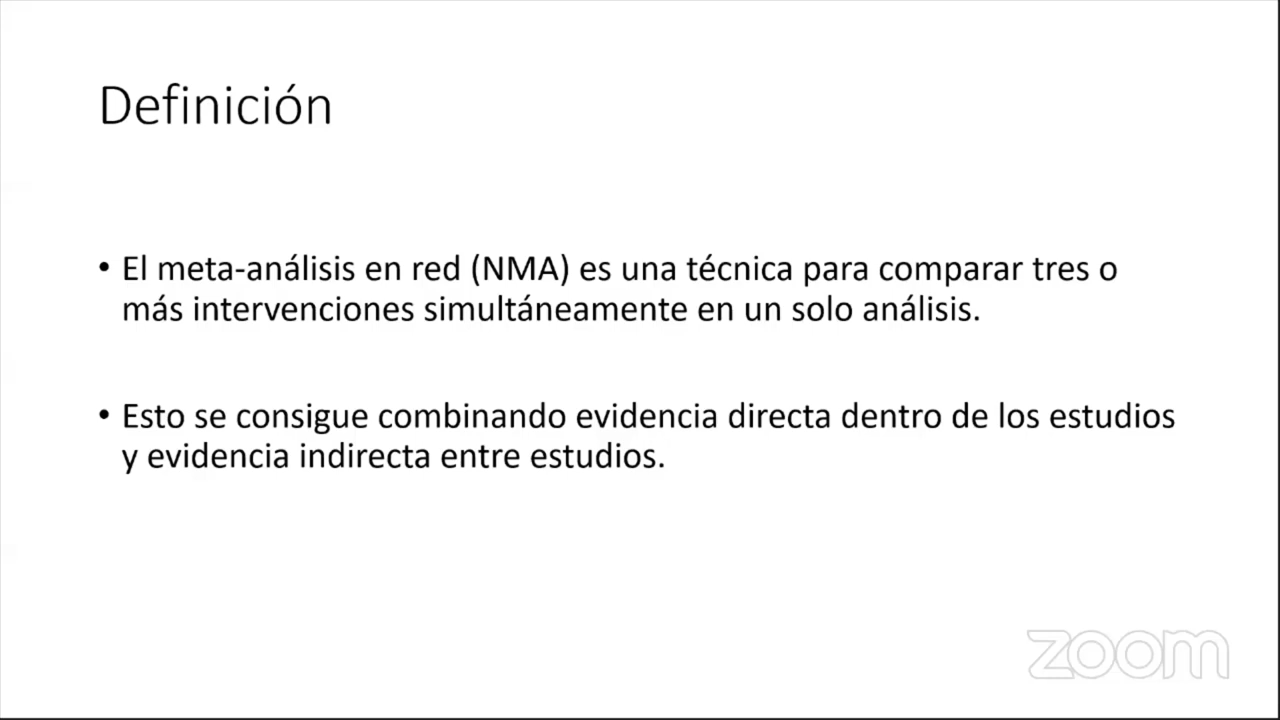 Definición
• El meta-análisis en red (NMA) es una técnica para comparar tres o
más intervenciones simultáneamente en un solo análisis.
• Esto se consigue combinando evidencia directa dentro de los estudios
y evidencia indirecta entre estudios.
zoom